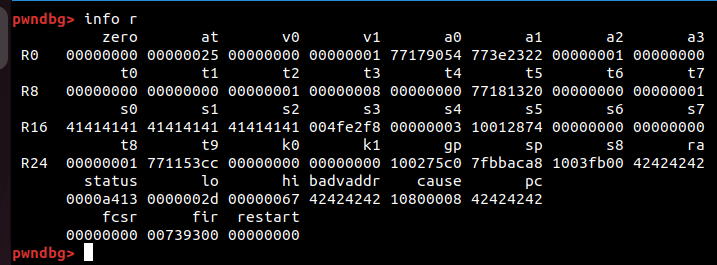 pwndbg> info r
zero at v0 v1 a0 a1 a2 a3
R0 00000000 00000025 00000000 00000001 77179054 773e2322 00000001 00000000
t0 t1 t2 t3 t4 t5 t6 t7
R8 00000000 00000000 00000001 00000008 00000000 77181320 00000000 00000001
s0 s1 s2 s3 s4 s5 s6 s7
R16 41414141 41414141 41414141 004fe2f8 00000003 10012874 00000000 00000000
t8 t9 k0 k1 gp sp s8 ra
R24 00000001 771153cc 00000000 00000000 100275c0 7fbbaca8 1003fb00 42424242
status lo hi badvaddr cause pc
0000a413 0000002d 00000067 42424242 10800008 42424242
fcsr fir restart
00000000 00739300 00000000
pwndbg>